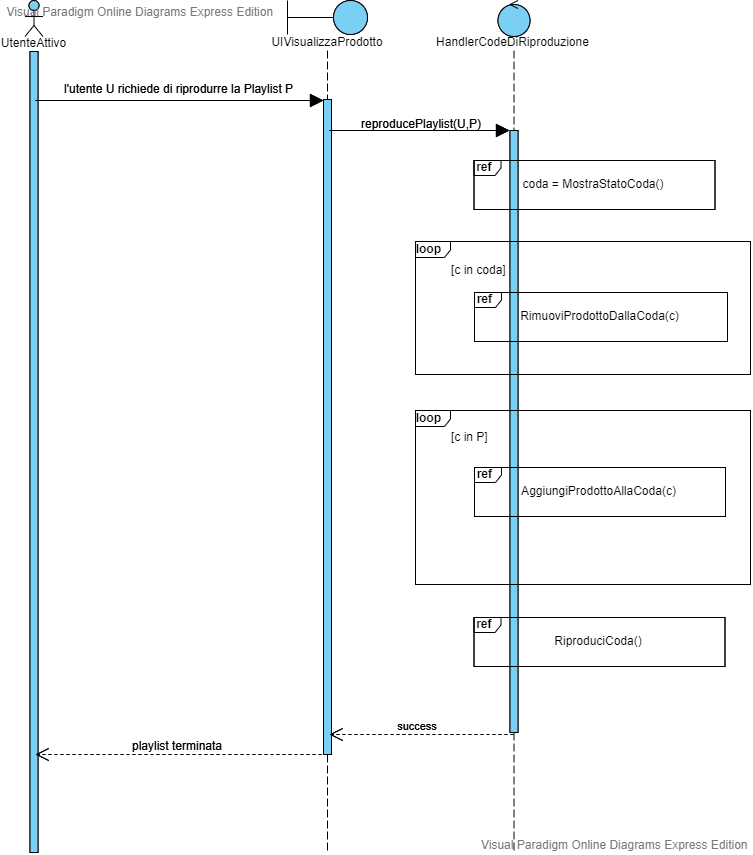 Visual Paradigm Online Diagrams Express Edition
UtenteAttivo
UIVisualizzaProdotto
HandlerCodeDiRiproduzione
l'utente U richiede di riprodurre la Playlist P
reproducePlaylist(U,P)
ref
coda = MostraStatoCoda()
loop
[c in coda]
ref
RimuoviProdottoDallaCoda(c)
loop
[c in P]
ref
AggiungiProdottoAllaCoda(c)
ref
RiproduciCoda()
success
playlist terminata
Visual Paradigm Online Diagrams Express Edition